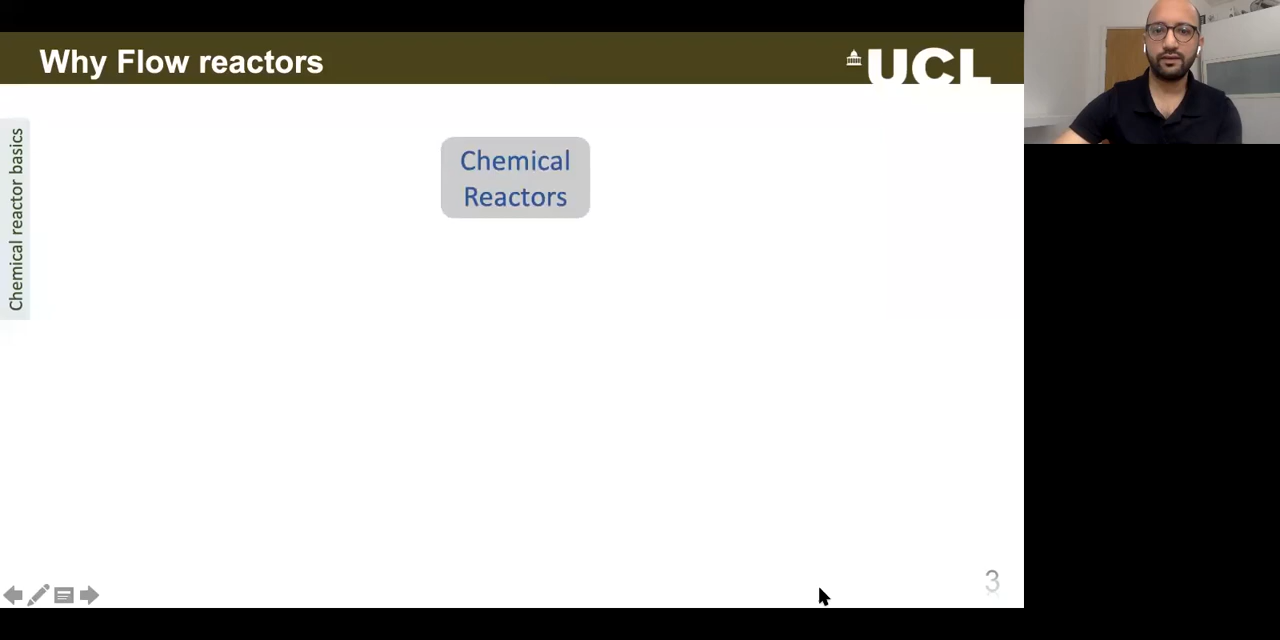 Why Flow reactors
UCL
Chemical reactor basics
Chemical
Reactors
3